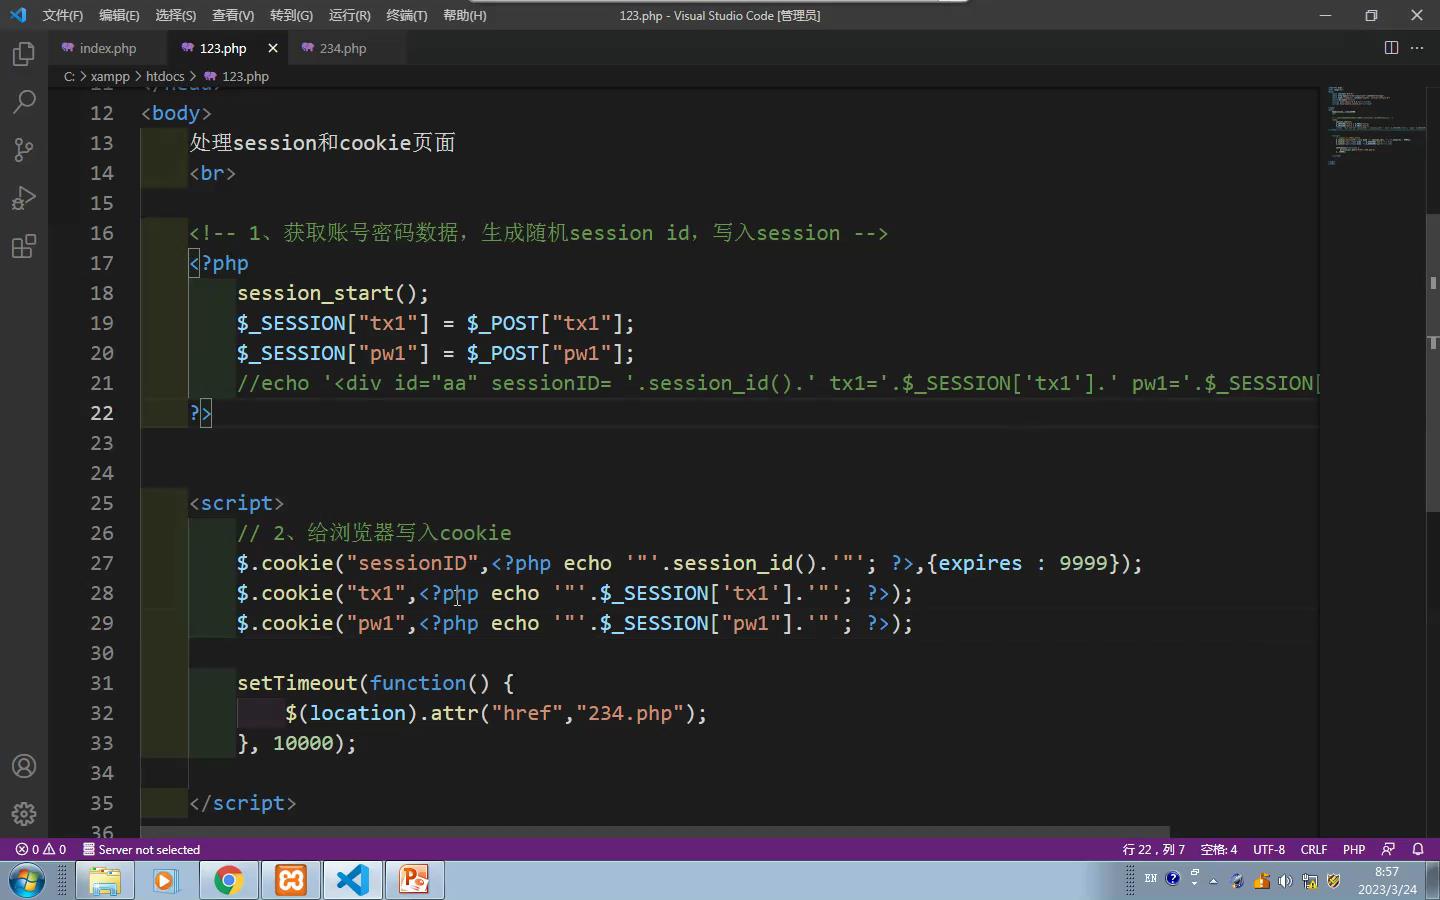 文件(F) 编辑(E) 选择(S) 查看(V) 转到(G) 运行(R) 终端(T) 帮助(H) 123.php - Visual Studio Code [管理员]
index.php 123.php 234.php
C: > xampp > htdocs > 123.php
12 <body>
13 处理session和cookie页面
14 <br>
15
16 <!-- 1、获取账号密码数据，生成随机session id，写入session -->
17 <?php
18 session_start();
19 $_SESSION["tx1"] = $_POST["tx1"];
20 $_SESSION["pw1"] = $_POST["pw1"];
21 //echo '<div id="aa" sessionID= '.session_id().' tx1='.$_SESSION['tx1'].' pw1='.$_SESSION[
22 ?>
23
24
25 <script>
26 // 2、给浏览器写入cookie
27 $.cookie("sessionID",<?php echo '"'.session_id().'"'; ?>,{expires : 9999});
28 $.cookie("tx1",<?php echo '"'.$_SESSION['tx1'].'"'; ?>);
29 $.cookie("pw1",<?php echo '"'.$_SESSION["pw1"].'"'; ?>);
30
31 setTimeout(function() {
32 $(location).attr("href","234.php");
33 }, 10000);
34
35 </script>
36
0 0 Server not selected 行 22，列 7 空格: 4 UTF-8 CRLF PHP
EN 8:57
2023/3/24